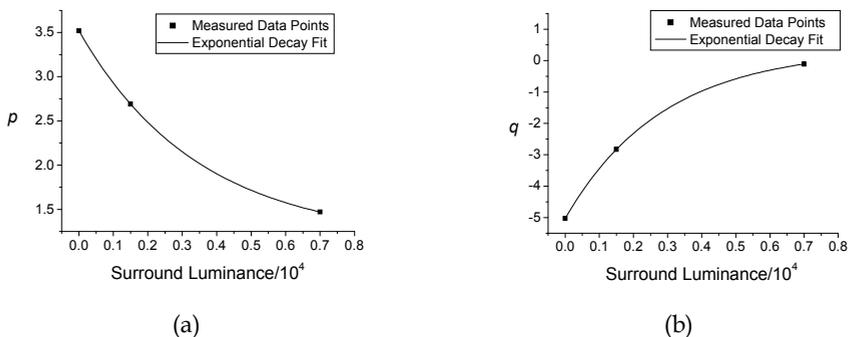 3.5
3.0
2.5
2.0
1.5
p
0.0 0.1 0.2 0.3 0.4 0.5 0.6 0.7 0.8
Surround Luminance/10⁴
Measured Data Points
Exponential Decay Fit
(a)
1
0
-1
-2
-3
-4
-5
q
0.0 0.1 0.2 0.3 0.4 0.5 0.6 0.7 0.8
Surround Luminance/10⁴
Measured Data Points
Exponential Decay Fit
(b)